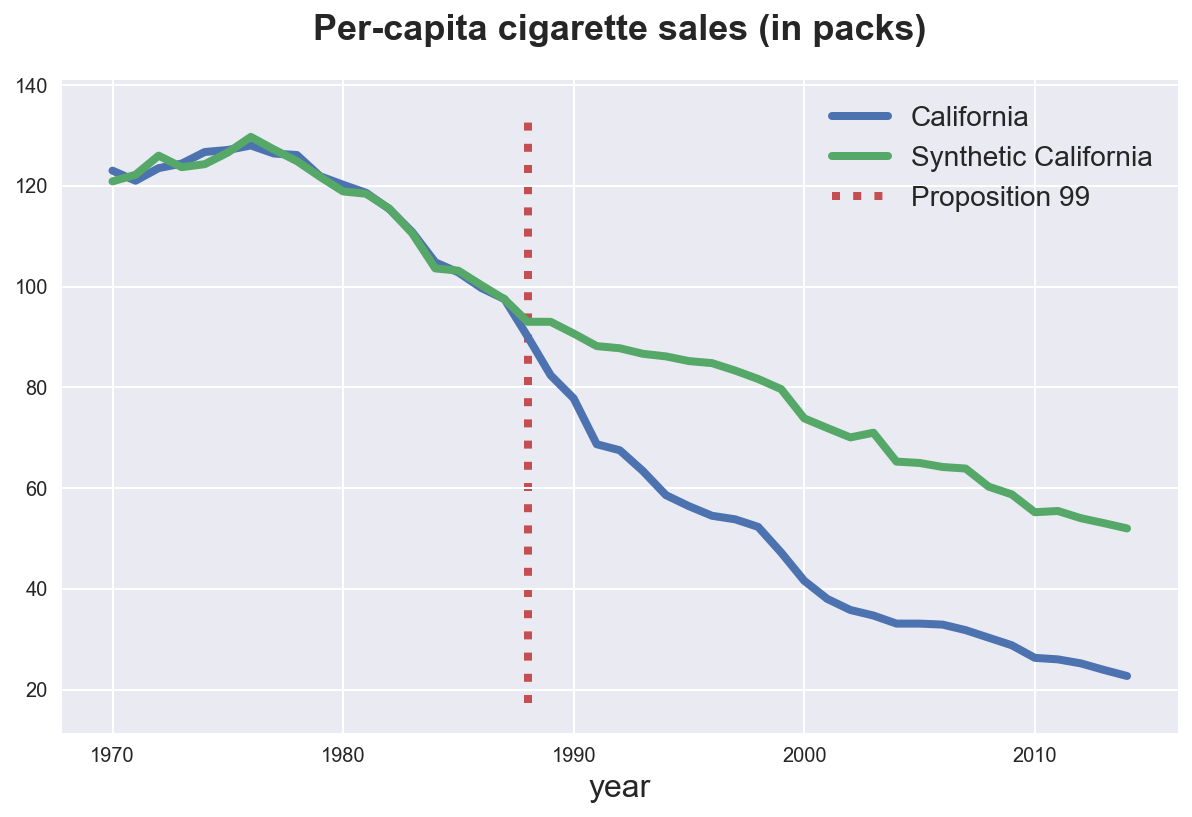 Per-capita cigarette sales (in packs)
140
120
100
80
60
40
20
California
Synthetic California
Proposition 99
1970 1980 1990 2000 2010
year